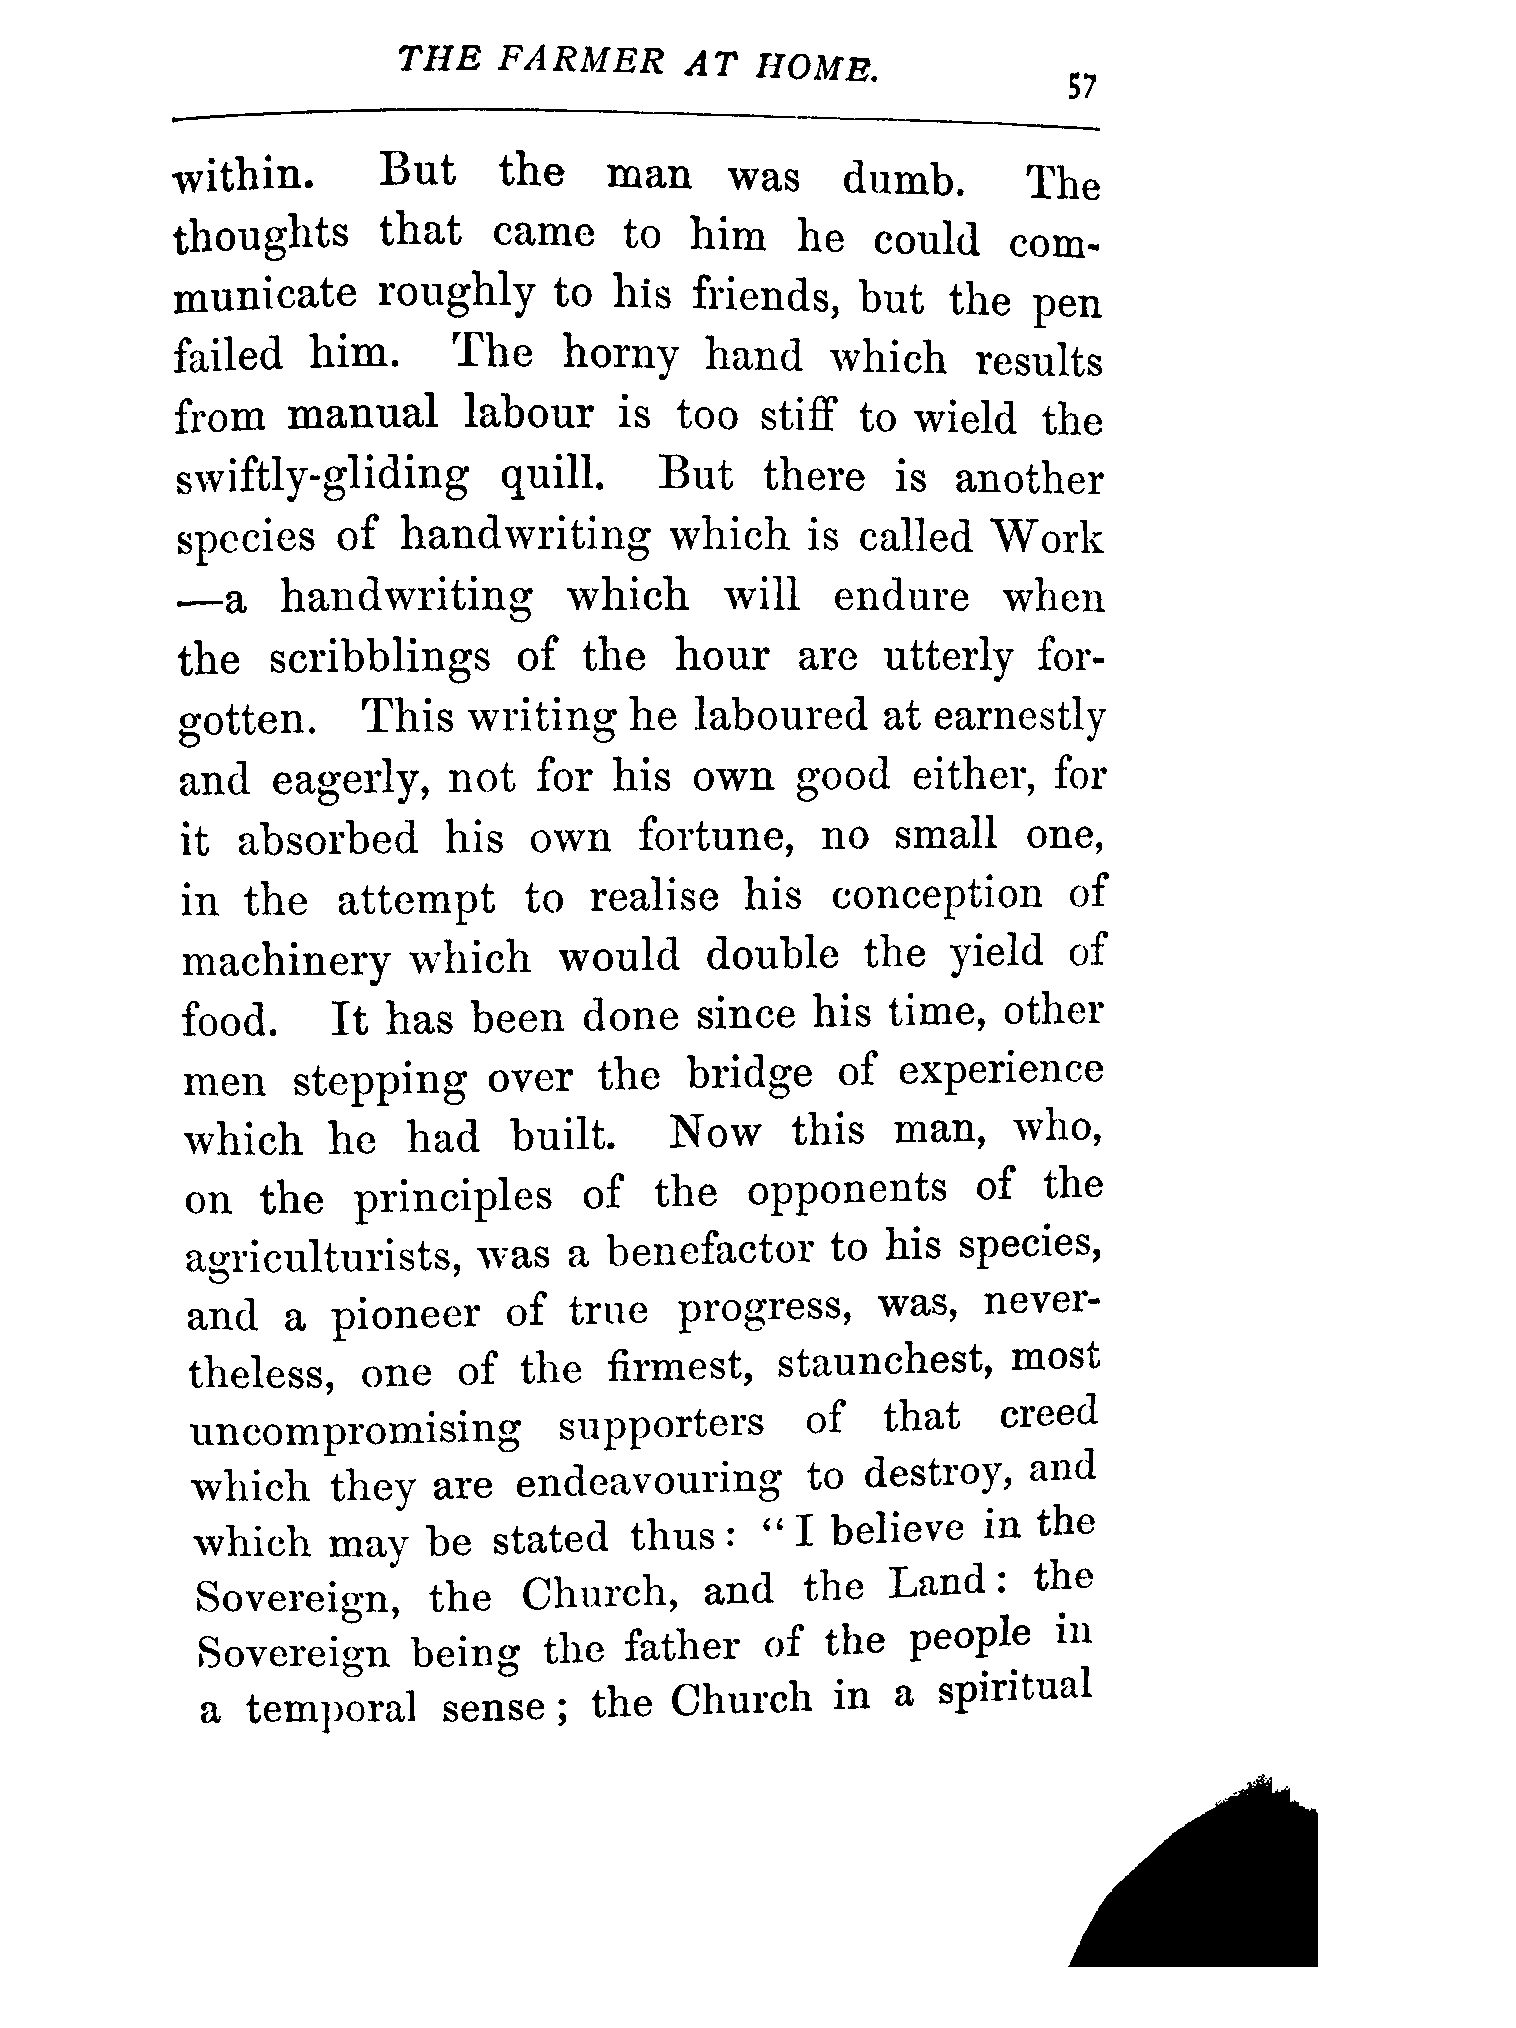 THE FARMER AT HOME.
57
within. But the man was dumb. The
thoughts that came to him he could com-
municate roughly to his friends, but the pen
failed him. The horny hand which results
from manual labour is too stiff to wield the
swiftly-gliding quill. But there is another
species of handwriting which is called Work
—a handwriting which will endure when
the scribblings of the hour are utterly for-
gotten. This writing he laboured at earnestly
and eagerly, not for his own good either, for
it absorbed his own fortune, no small one,
in the attempt to realise his conception of
machinery which would double the yield of
food. It has been done since his time, other
men stepping over the bridge of experience
which he had built. Now this man, who,
on the principles of the opponents of the
agriculturists, was a benefactor to his species,
and a pioneer of true progress, was, never-
theless, one of the firmest, staunchest, most
uncompromising supporters of that creed
which they are endeavouring to destroy, and
which may be stated thus: "I believe in the
Sovereign, the Church, and the Land: the
Sovereign being the father of the people in
a temporal sense; the Church in a spiritual